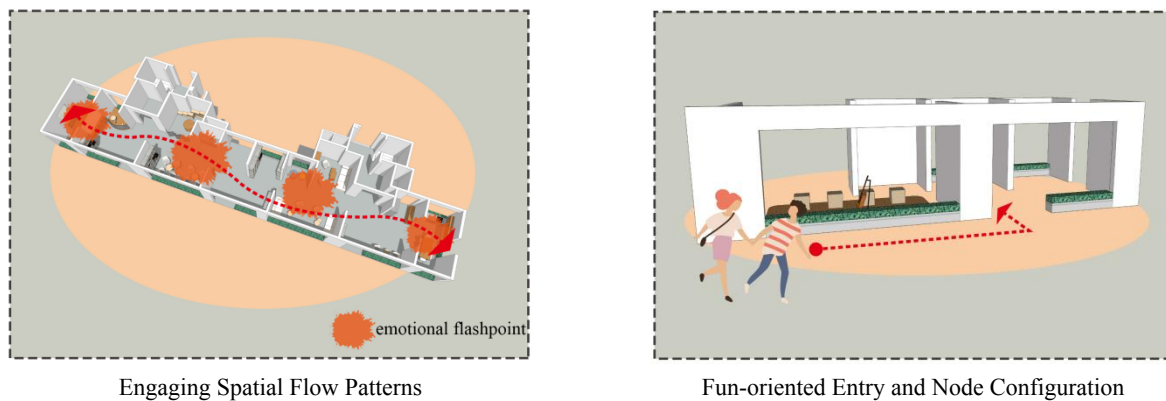 emotional flashpoint
Engaging Spatial Flow Patterns
Fun-oriented Entry and Node Configuration